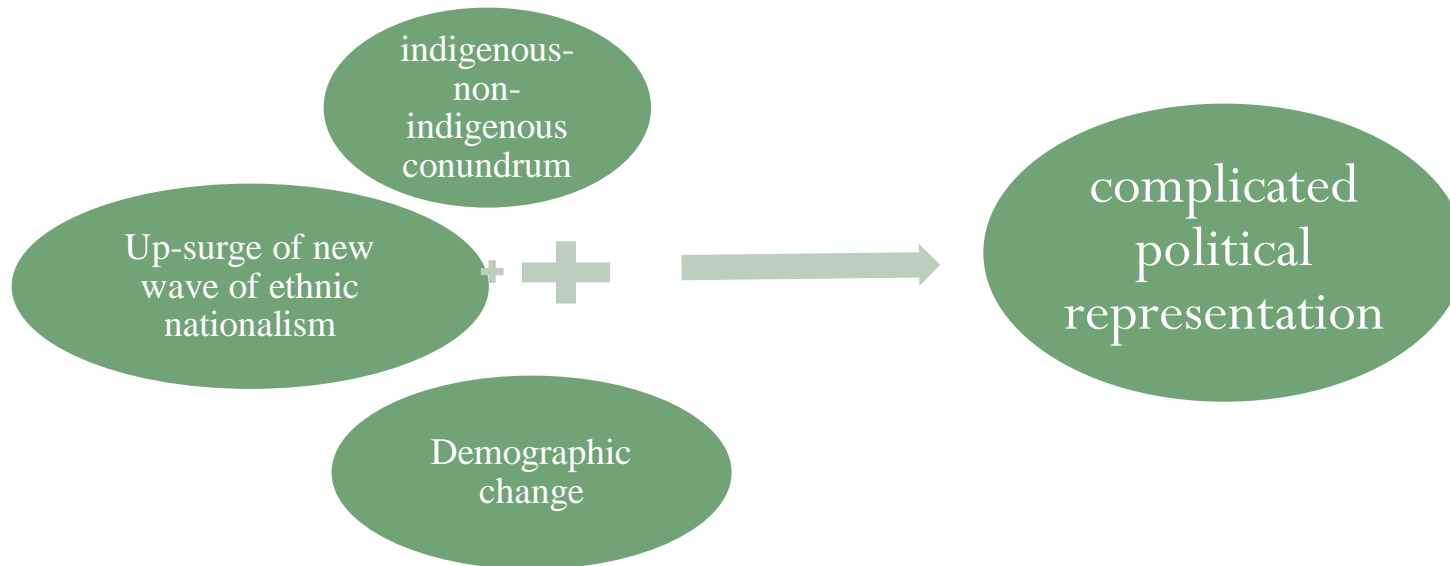 indigenous-
non-
indigenous
conundrum
Up-surge of new
wave of ethnic
nationalism
Demographic
change
complicated
political
representation